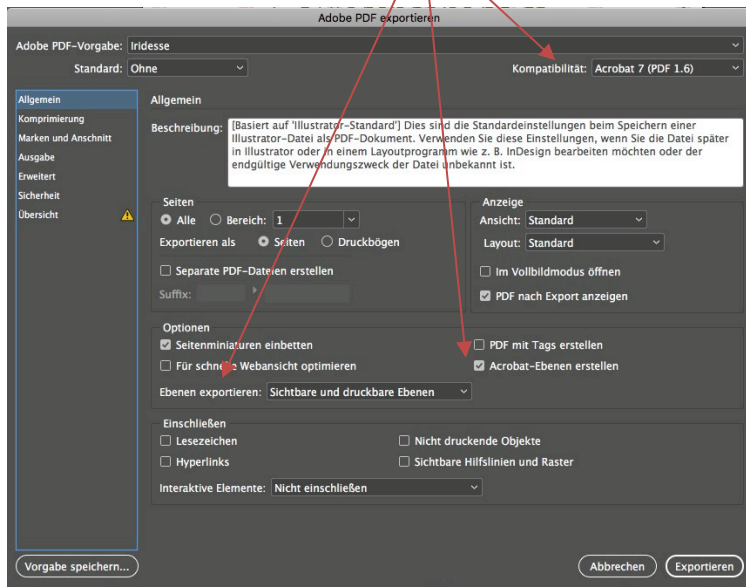 Adobe PDF exportieren
Adobe PDF-Vorgabe: Iridesse
Standard: Ohne
Kompatibilität: Acrobat 7 (PDF 1.6)
Allgemein
Komprimierung
Marken und Anschnitt
Ausgabe
Erweitert
Sicherheit
Übersicht
Allgemein
Beschreibung: [Basiert auf 'Illustrator-Standard'] Dies sind die Standardeinstellungen beim Speichern einer
Illustrator-Datei als PDF-Dokument. Verwenden Sie diese Einstellungen, wenn Sie die Datei später
in Illustrator oder in einem Layoutprogramm wie z. B. InDesign bearbeiten möchten oder der
endgültige Verwendungszweck der Datei unbekannt ist.
Seiten
Alle Bereich: 1
Exportieren als Seiten Druckbögen
Separate PDF-Dateien erstellen
Suffix:
Anzeige
Ansicht: Standard
Layout: Standard
Im Vollbildmodus öffnen
PDF nach Export anzeigen
Optionen
Seitenminiaturen einbetten
Für schnelle Webansicht optimieren
PDF mit Tags erstellen
Acrobat-Ebenen erstellen
Ebenen exportieren: Sichtbare und druckbare Ebenen
Einschließen
Lesezeichen
Hyperlinks
Nicht druckende Objekte
Sichtbare Hilfslinien und Raster
Interaktive Elemente: Nicht einschließen
Vorgabe speichern...
Abbrechen
Exportieren